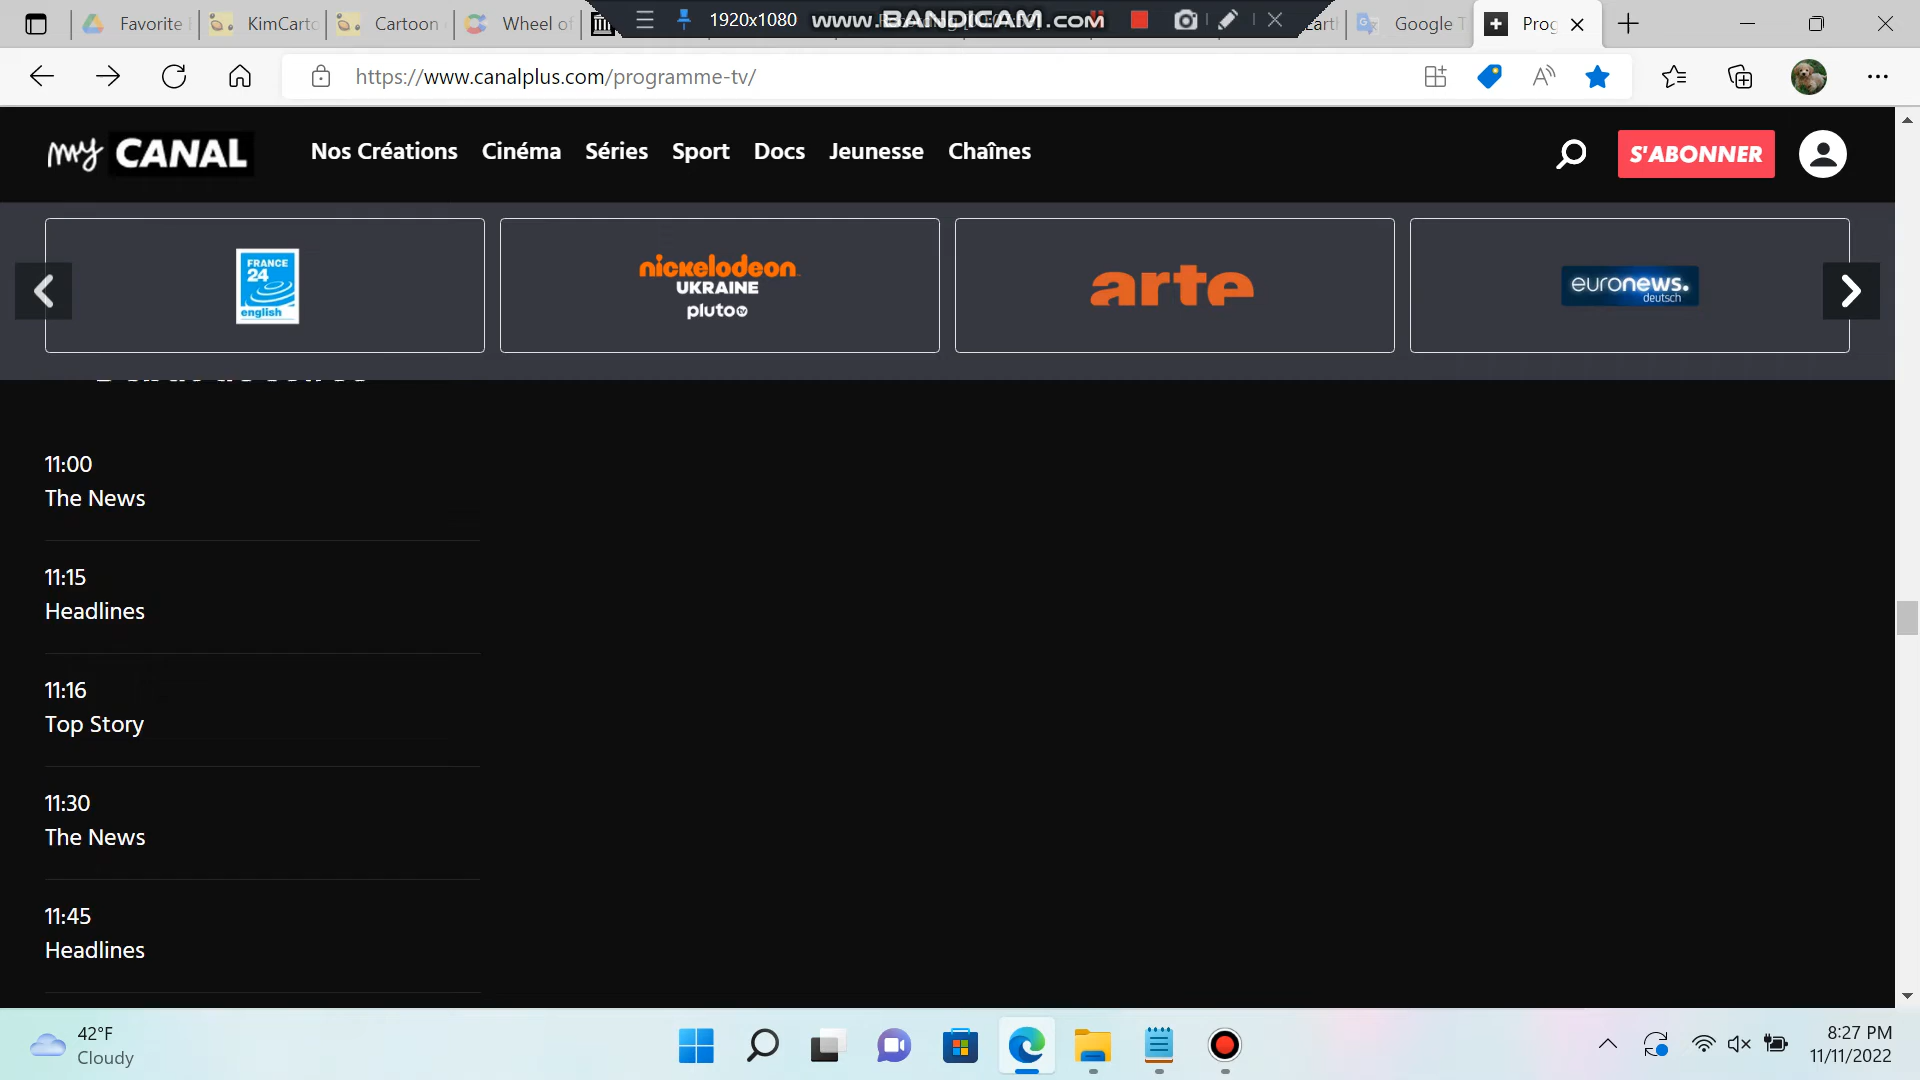 Favorite
KimCarto
Cartoon
Wheel of
1920x1080
www.BANDICAM.com
Google T
Prog
https://www.canalplus.com/programme-tv/
my CANAL
Nos Créations
Cinéma
Séries
Sport
Docs
Jeunesse
Chaînes
S'ABONNER
FRANCE
24
english
nickelodeon
UKRAINE
pluto tv
arte
euronews.
deutsch
11:00
The News
11:15
Headlines
11:16
Top Story
11:30
The News
11:45
Headlines
42°F
Cloudy
8:27 PM
11/11/2022